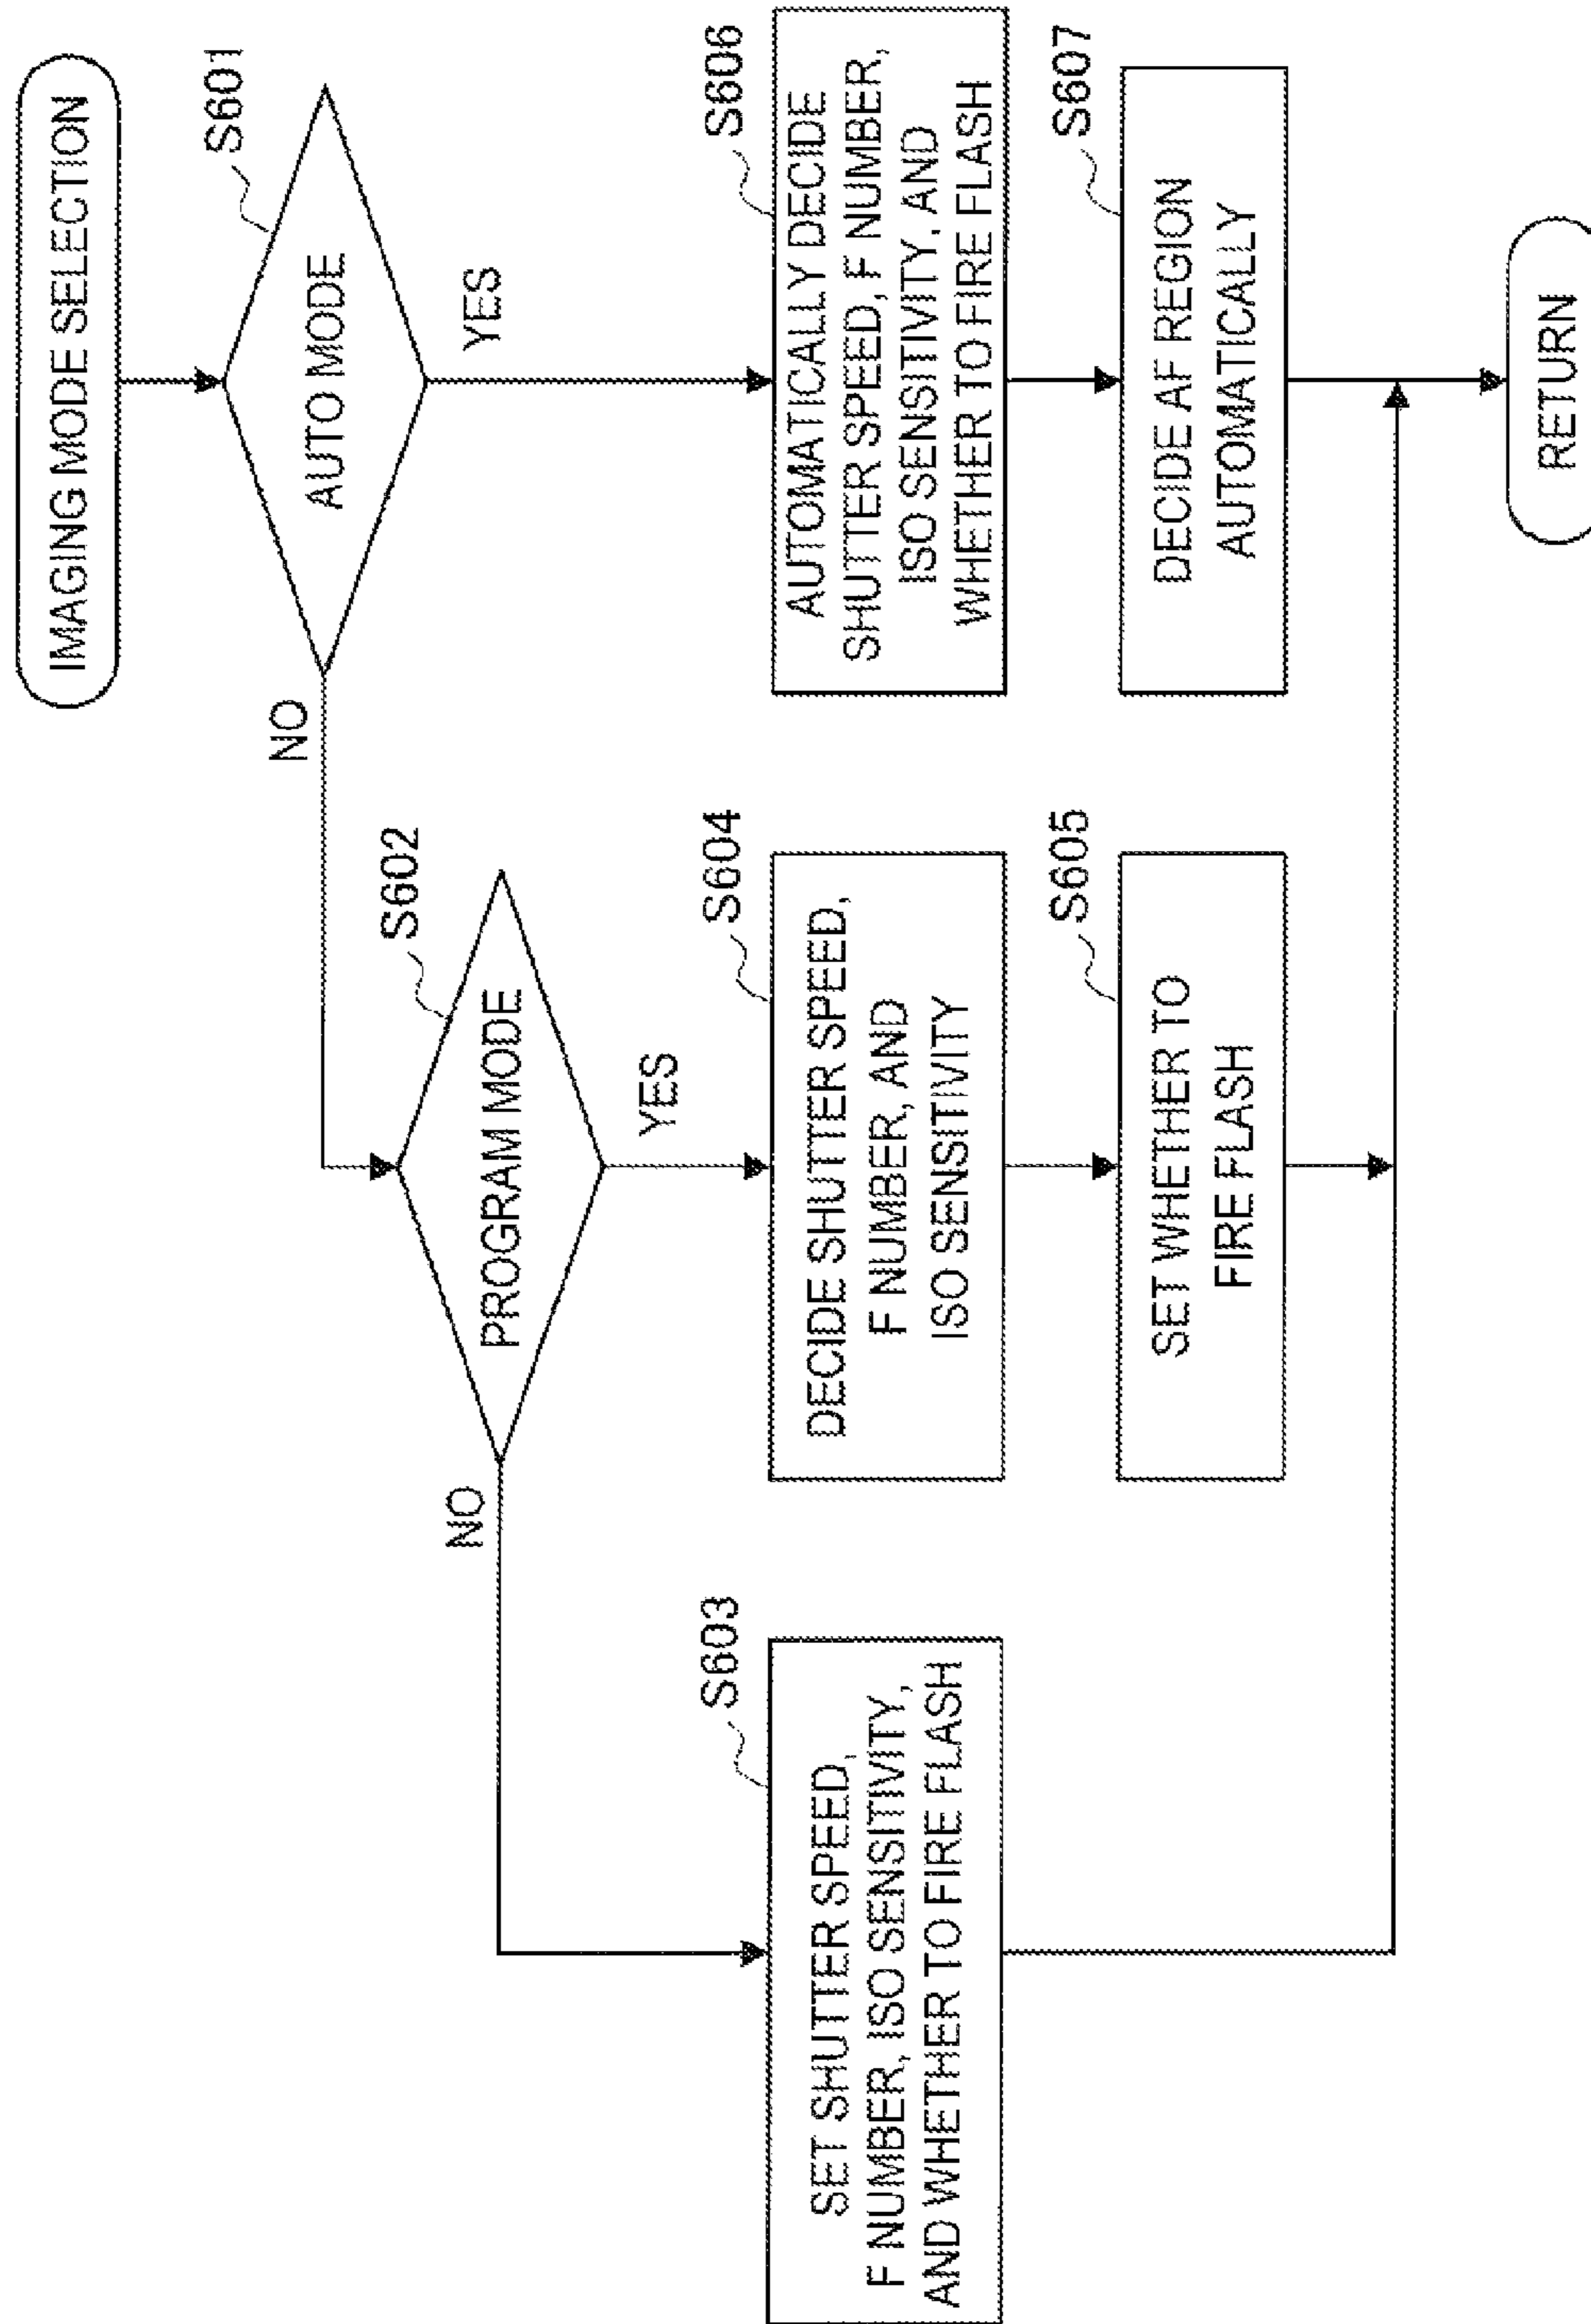 IMAGING MODE SELECTION
S601
AUTO MODE
NO
YES
S602
PROGRAM MODE
NO
YES
S603
SET SHUTTER SPEED,
F NUMBER, ISO SENSITIVITY,
AND WHETHER TO FIRE FLASH
S604
DECIDE SHUTTER SPEED,
F NUMBER, AND
ISO SENSITIVITY
S606
AUTOMATICALLY DECIDE
SHUTTER SPEED, F NUMBER,
ISO SENSITIVITY, AND
WHETHER TO FIRE FLASH
S605
SET WHETHER TO
FIRE FLASH
S607
DECIDE AF REGION
AUTOMATICALLY
RETURN